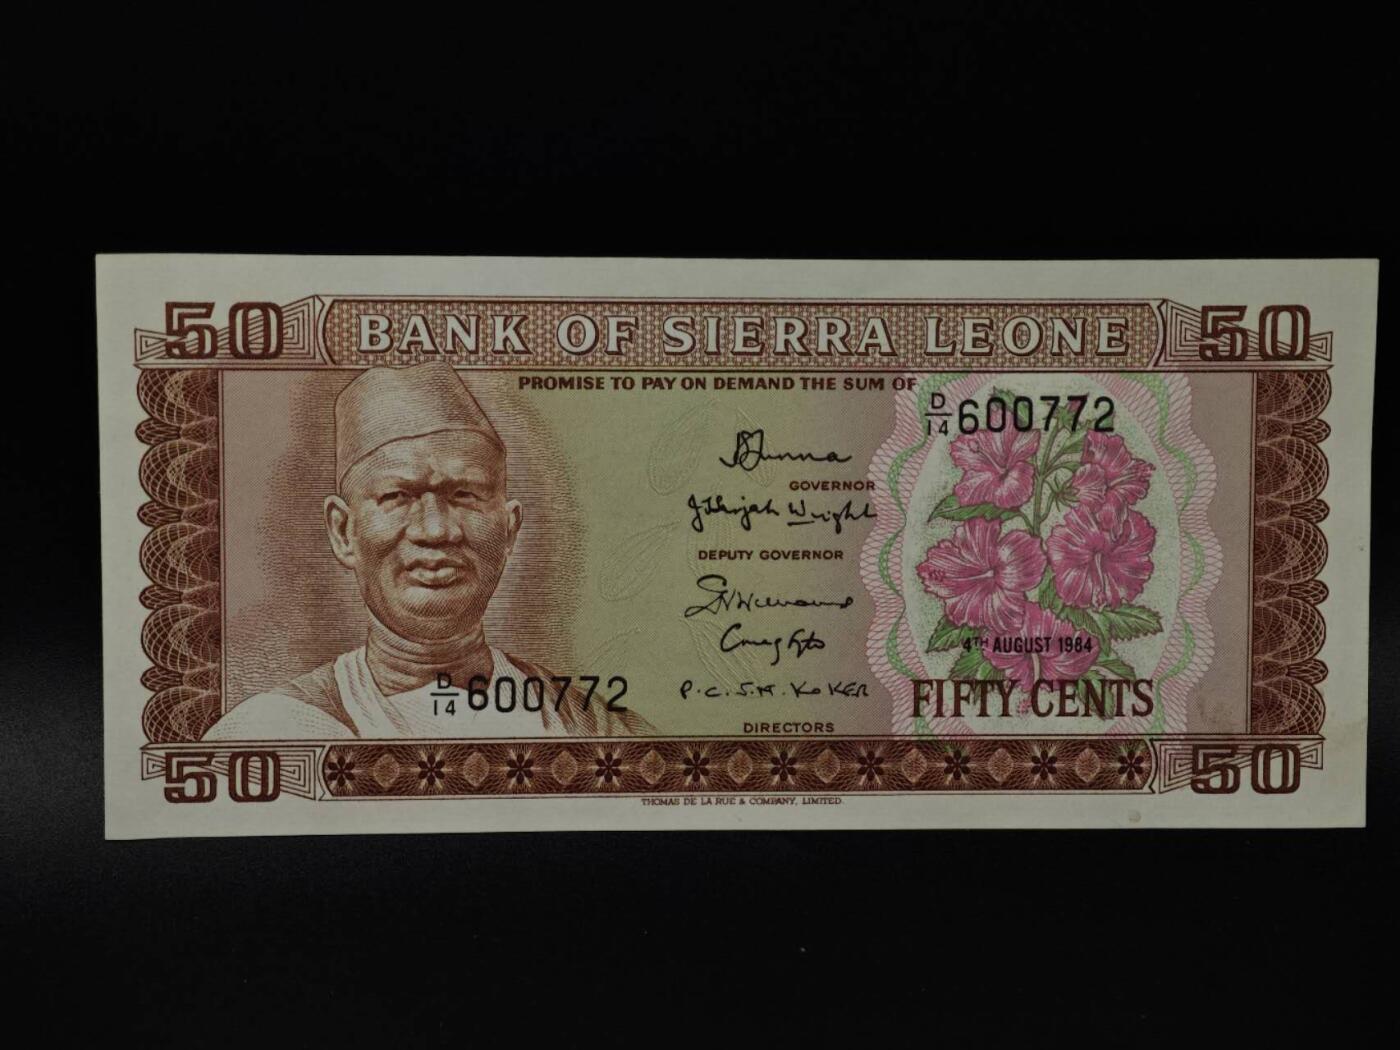 50 BANK OF SIERRA LEONE 50
PROMISE TO PAY ON DEMAND THE SUM OF
D/14 600772
GOVERNOR
DEPUTY GOVERNOR
4TH AUGUST 1984
P.C.S.H. KOKER
D/14 600772
FIFTY CENTS
DIRECTORS
50 50
THOMAS DE LA RUE & COMPANY, LIMITED.